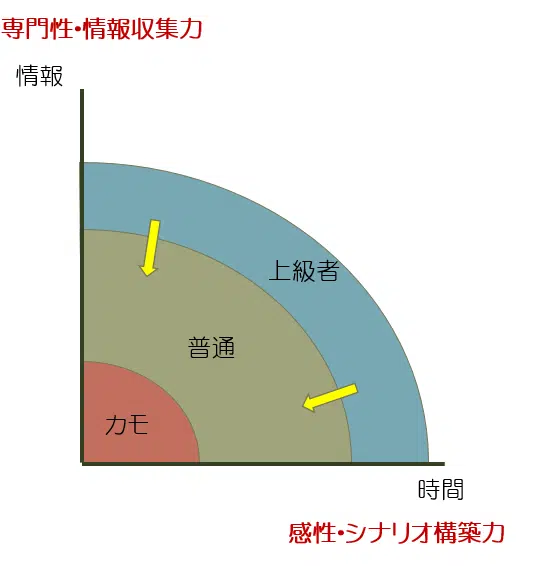 専門性・情報収集力
情報
上級者
普通
カモ
時間
感性・シナリオ構築力